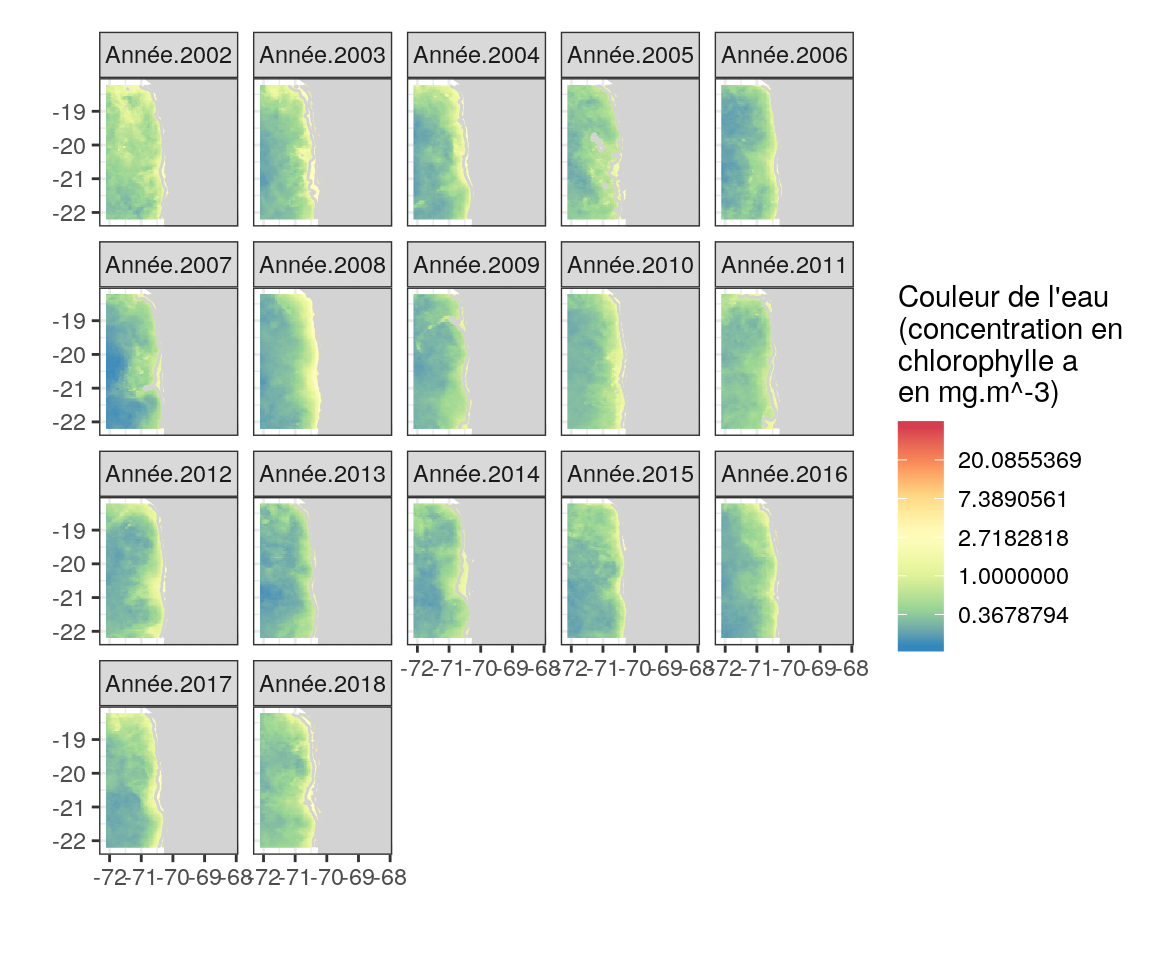 Année.2002 Année.2003 Année.2004 Année.2005 Année.2006
-19
-20
-21
-22
Année.2007 Année.2008 Année.2009 Année.2010 Année.2011
-19
-20
-21
-22
Couleur de l'eau
(concentration en
chlorophylle a
en mg.m^-3)
20.0855369
7.3890561
2.7182818
1.0000000
0.3678794
Année.2012 Année.2013 Année.2014 Année.2015 Année.2016
-19
-20
-21
-22
-72 -71 -70 -69 -68 -72 -71 -70 -69 -68 -72 -71 -70 -69 -68
Année.2017 Année.2018
-19
-20
-21
-22
-72 -71 -70 -69 -68 -72 -71 -70 -69 -68